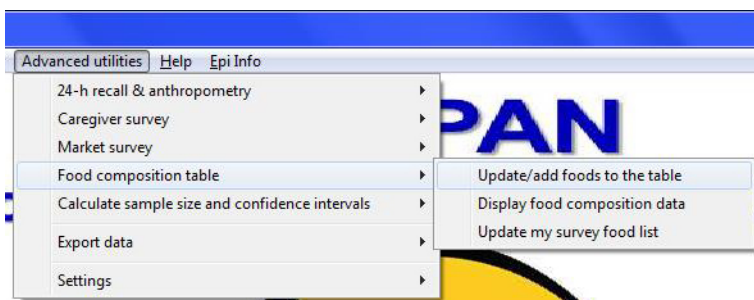 Advanced utilities Help Epi Info
24-h recall & anthropometry
Caregiver survey
Market survey
Food composition table
Calculate sample size and confidence intervals
Export data
Settings
PAN
Update/add foods to the table
Display food composition data
Update my survey food list